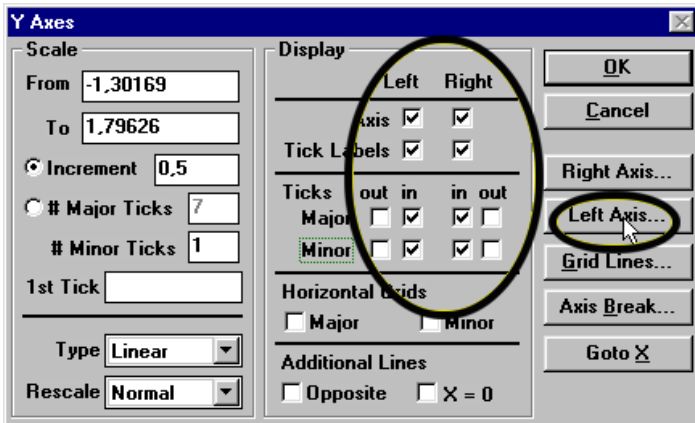 Y Axes
Scale
From -1,30169
To 1,79626
Increment 0,5
# Major Ticks 7
# Minor Ticks 1
1st Tick
Type Linear
Rescale Normal
Display
Left Right
Axis
Tick Labels
Ticks out in in out
Major
Minor
Horizontal Grids
Major Minor
Additional Lines
Opposite X = 0
OK
Cancel
Right Axis...
Left Axis...
Grid Lines...
Axis Break...
Goto X